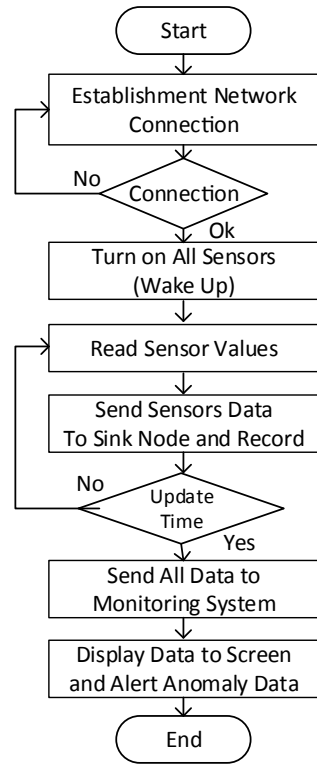 Start
Establishment Network
Connection
No
Connection
Ok
Turn on All Sensors
(Wake Up)
Read Sensor Values
Send Sensors Data
To Sink Node and Record
No
Update
Time
Yes
Send All Data to
Monitoring System
Display Data to Screen
and Alert Anomaly Data
End